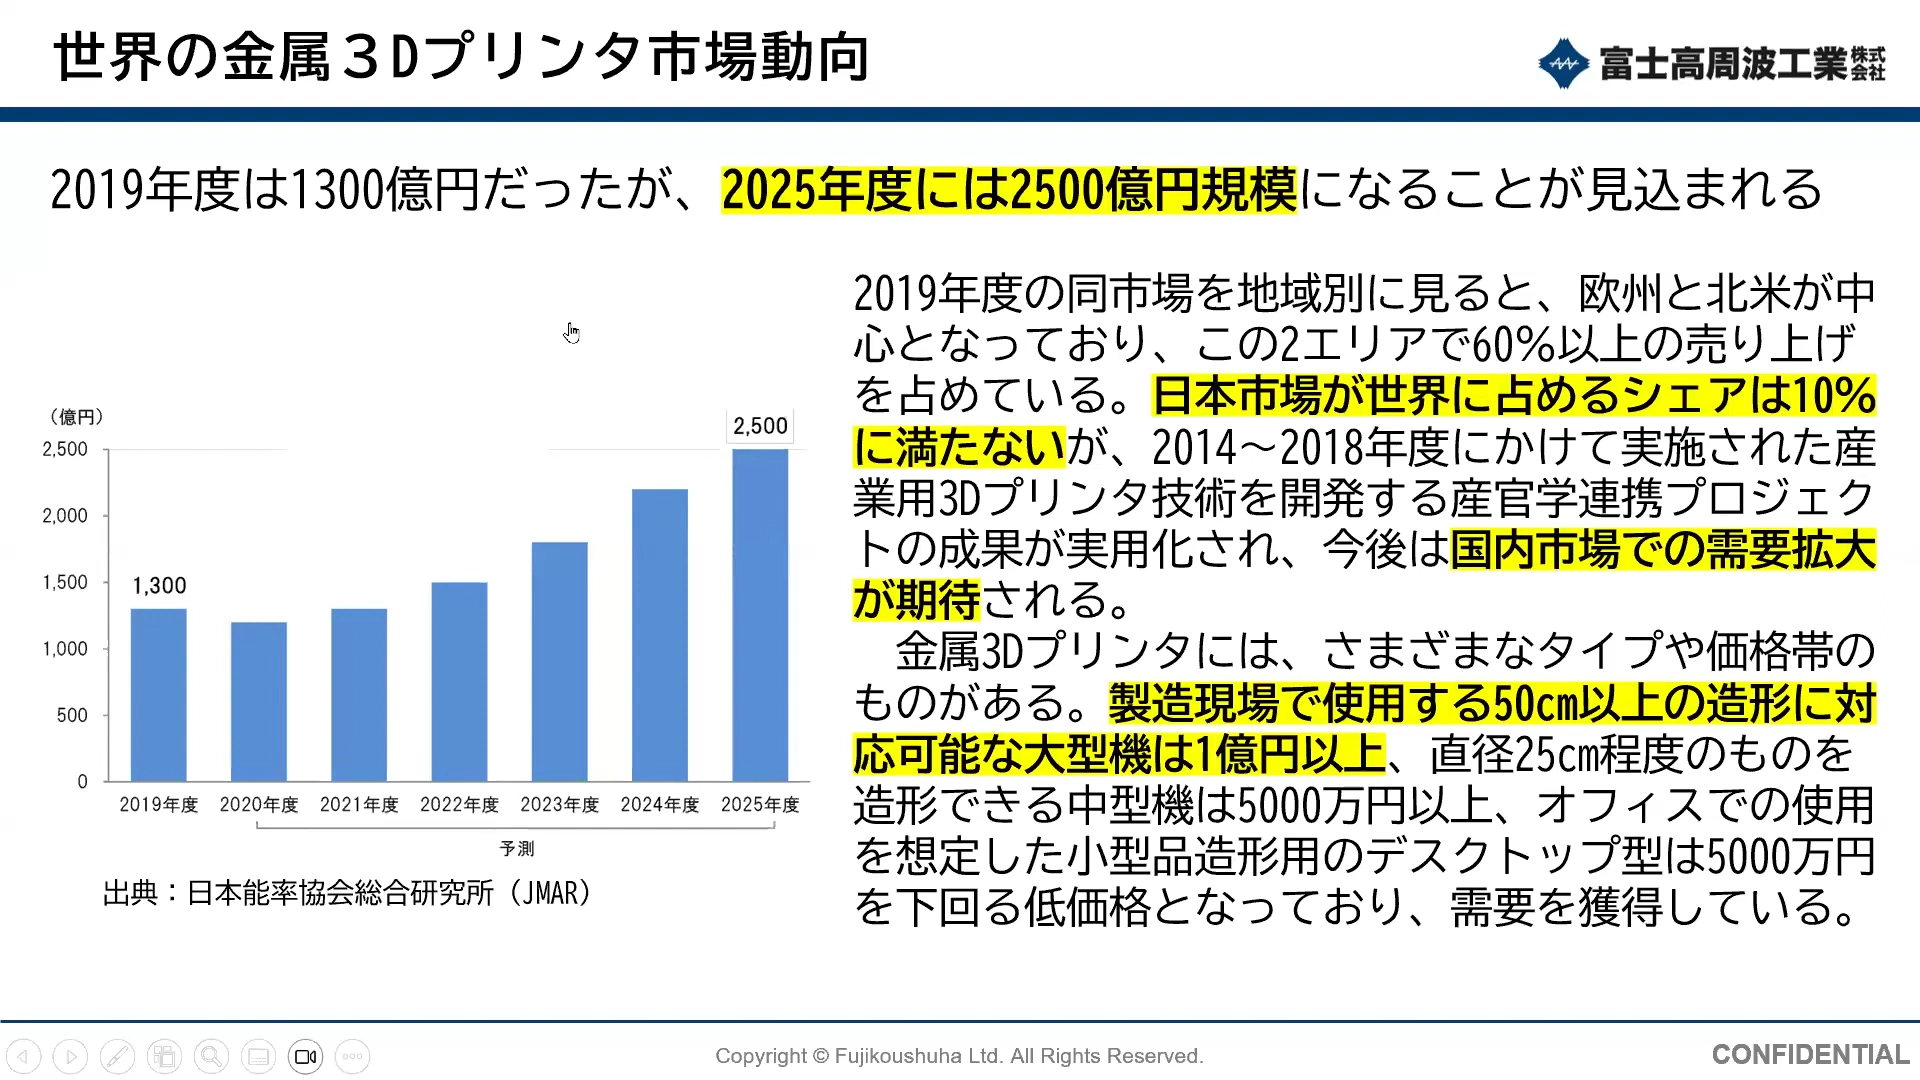 世界の金属３Dプリンタ市場動向
富士高周波工業株式会社
2019年度は1300億円だったが、2025年度には2500億円規模になることが見込まれる
（億円）
2,500
2,000
1,500
1,000
500
0
1,300
2,500
2019年度 2020年度 2021年度 2022年度 2023年度 2024年度 2025年度
予測
出典：日本能率協会総合研究所（JMAR）
2019年度の同市場を地域別に見ると、欧州と北米が中
心となっており、この2エリアで60%以上の売り上げ
を占めている。日本市場が世界に占めるシェアは10%
に満たないが、2014～2018年度にかけて実施された産
業用3Dプリンタ技術を開発する産官学連携プロジェク
トの成果が実用化され、今後は国内市場での需要拡大
が期待される。
金属3Dプリンタには、さまざまなタイプや価格帯の
ものがある。製造現場で使用する50cm以上の造形に対
応可能な大型機は1億円以上、直径25cm程度のものを
造形できる中型機は5000万円以上、オフィスでの使用
を想定した小型品造形用のデスクトップ型は5000万円
を下回る低価格となっており、需要を獲得している。
Copyright © Fujikoushuha Ltd. All Rights Reserved.
CONFIDENTIAL